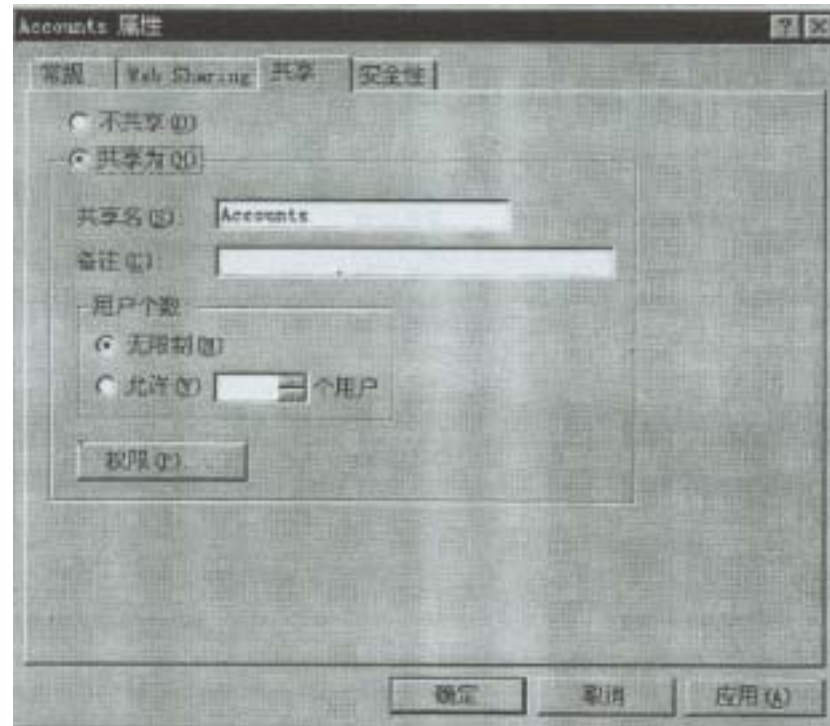 Accounts 属性
常规 Web Sharing 共享 安全性
不共享(D)
共享为(H)
共享名(S): Accounts
备注(C):
用户个数
无限制(M)
允许(W) 个用户
权限(P)...
确定 取消 应用(A)